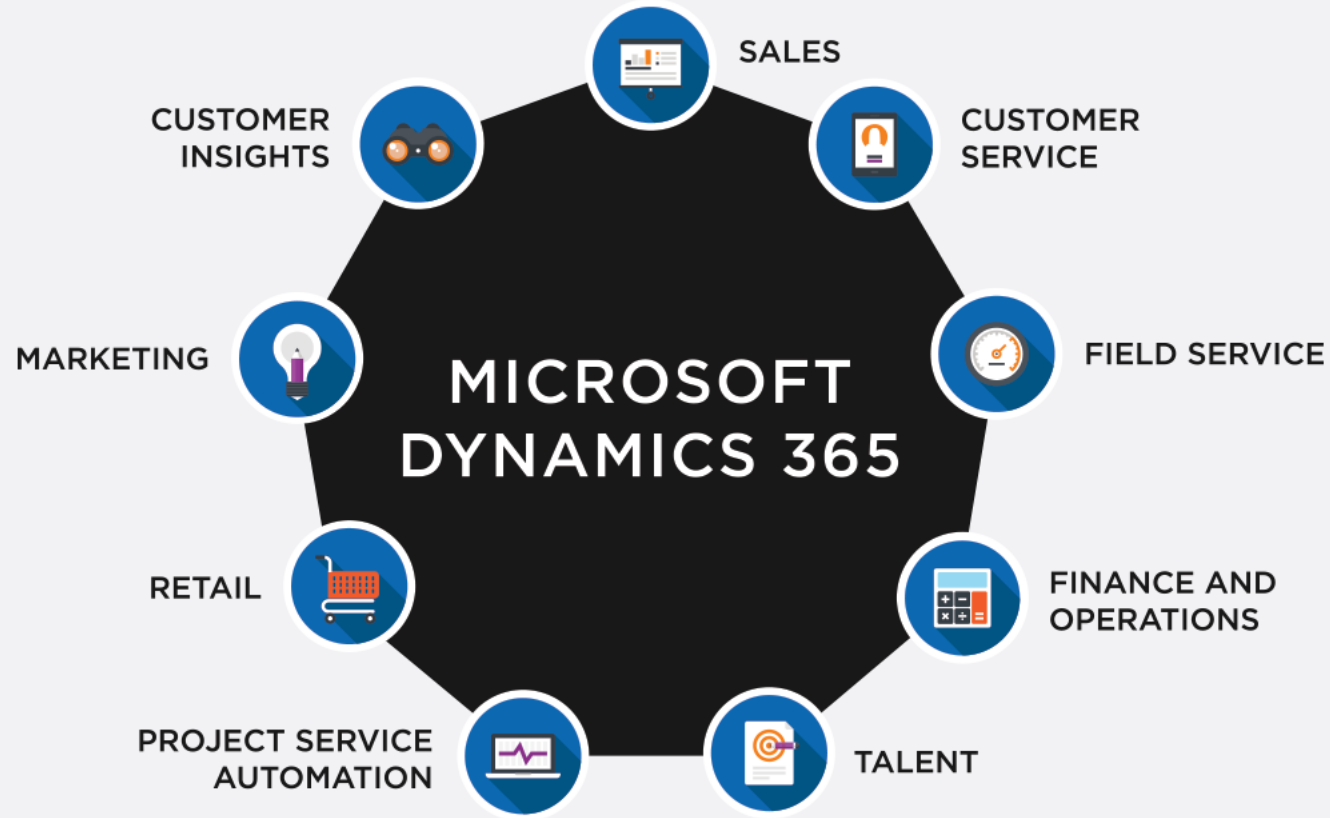 SALES
CUSTOMER
INSIGHTS
CUSTOMER
SERVICE
MARKETING
MICROSOFT
DYNAMICS 365
FIELD SERVICE
RETAIL
FINANCE AND
OPERATIONS
PROJECT SERVICE
AUTOMATION
TALENT